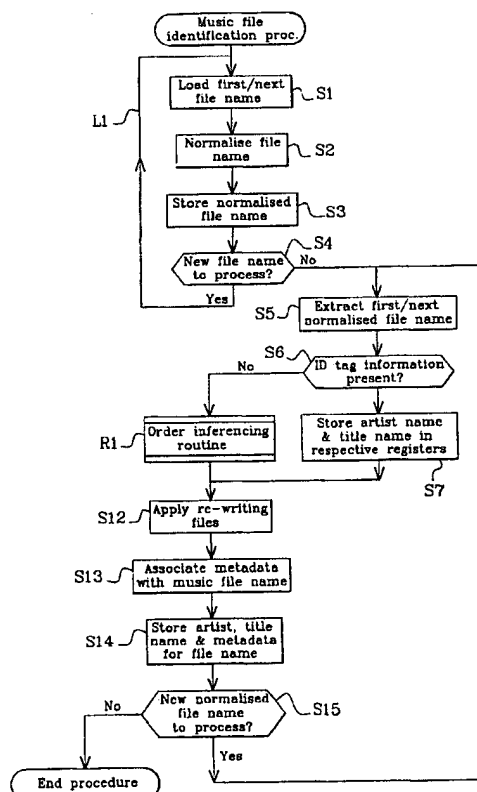 Music file
identification proc.
Load first/next
file name
S1
L1
Normalise file
name
S2
Store normalised
file name
S3
S4
New file name
to process?
No
Yes
S5
Extract first/next
normalised file name
S6
ID tag information
present?
No
R1
Order inferencing
routine
Store artist name
& title name in
respective registers
S7
S12
Apply re-writing
files
S13
Associate metadata
with music file name
S14
Store artist, title
name & metadata
for file name
No
New normalised
file name
to process?
S15
Yes
End procedure